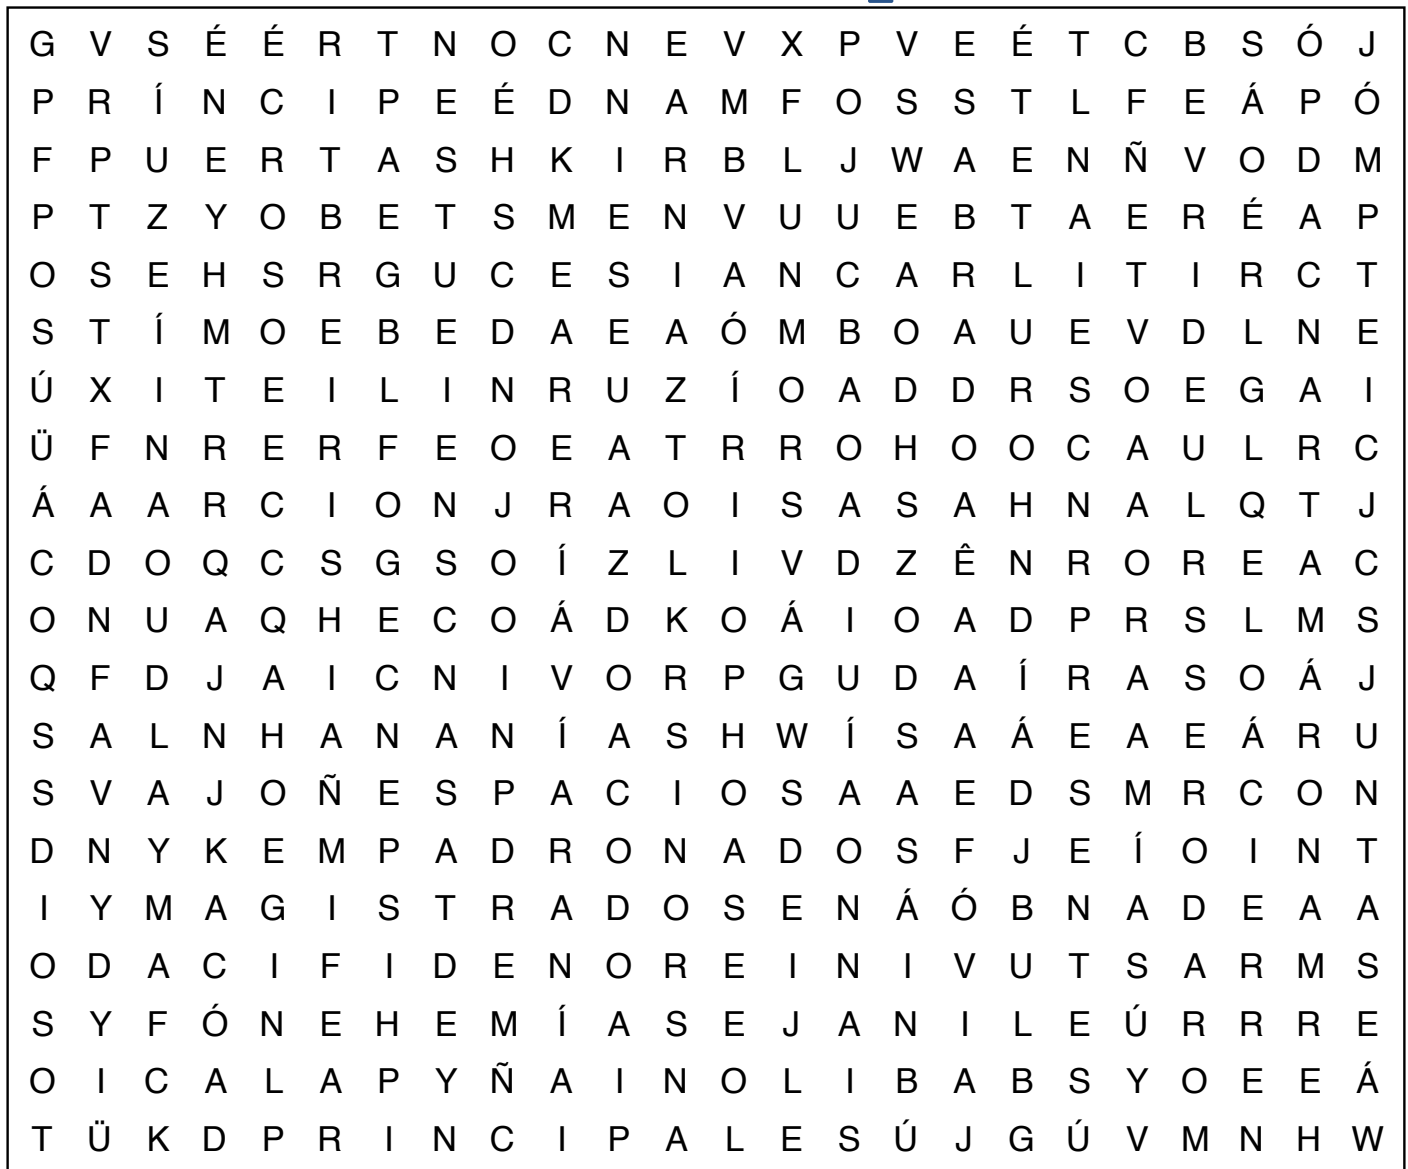 G V S É É R T N O C N E V X P V E É T C B S Ó J
P R Í N C I P E É D N A M F O S S T L F E Á P Ó
F P U E R T A S H K I R B L J W A E N Ñ V O D M
P T Z Y O B E T S M E N V U U E B T A E R É A P
O S E H S R G U C E S I A N C A R L I T I R C T
S T Í M O E B E D A E A Ó M B O A U E V D L N E
Ú X I T E I L I N R U Z Í O A D D R S O E G A I
Ü F N R E R F E O E A T R R O H O O C A U L R C
Á A A R C I O N J R A O I S A S A H N A L Q T J
C D O Q C S G S O Í Z L I V D Z Ê N R O R E A C
O N U A Q H E C O Á D K O Á I O A D P R S L M S
Q F D J A I C N I V O R P G U D A Í R A S O Á J
S A L N H A N A N Í A S H W Í S A Á E A E Á R U
S V A J O Ñ E S P A C I O S A A E D S M R C O N
D N Y K E M P A D R O N A D O S F J E Í O I N T
I Y M A G I S T R A D O S E N Á Ó B N A D E A A
O D A C I F I D E N O R E I N I V U T S A R M S
S Y F Ó N E H E M Í A S E J A N I L E Ú R R R E
O I C A L A P Y Ñ A I N O L I B A B S Y O E E Á
T Ü K D P R I N C I P A L E S Ú J G Ú V M N H W